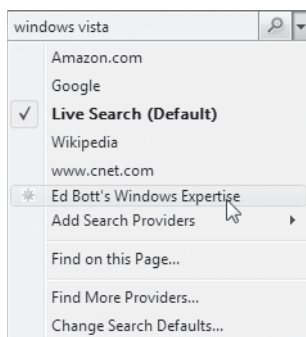 windows vista
Amazon.com
Google
Live Search (Default)
Wikipedia
www.cnet.com
Ed Bott's Windows Expertise
Add Search Providers
Find on this Page...
Find More Providers...
Change Search Defaults...